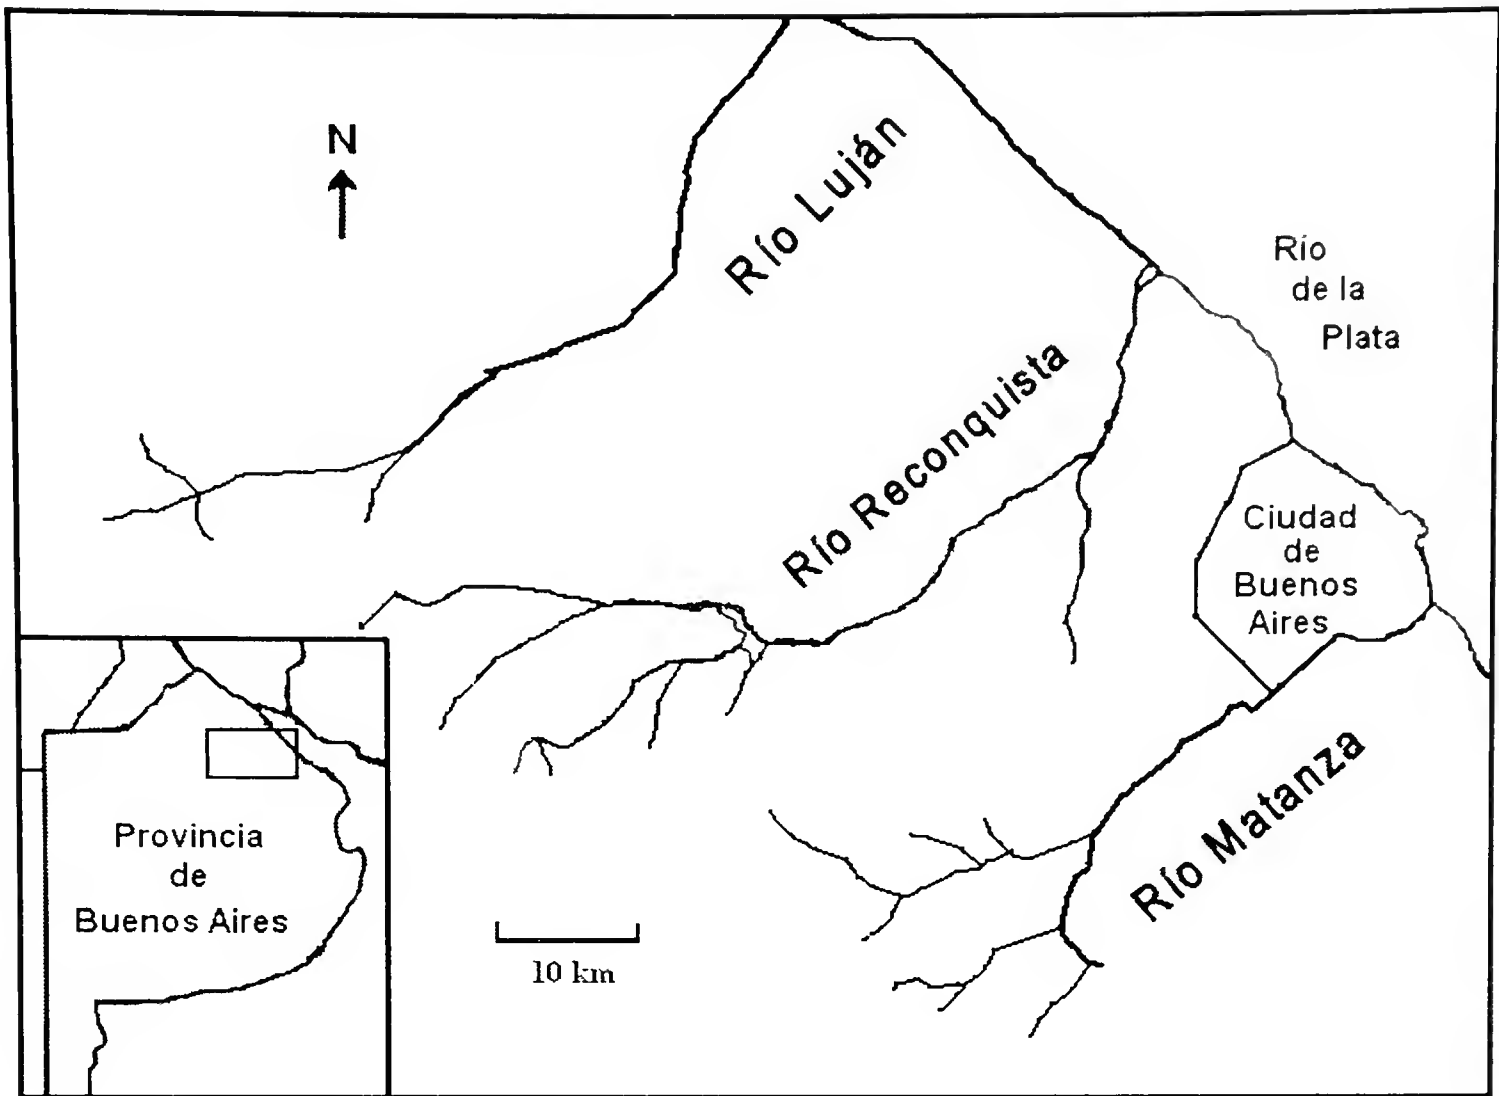 N
Río Luján
Río
de la
Plata
Río Reconquista
Ciudad
de
Buenos
Aires
Río Matanza
Provincia
de
Buenos Aires
10 km